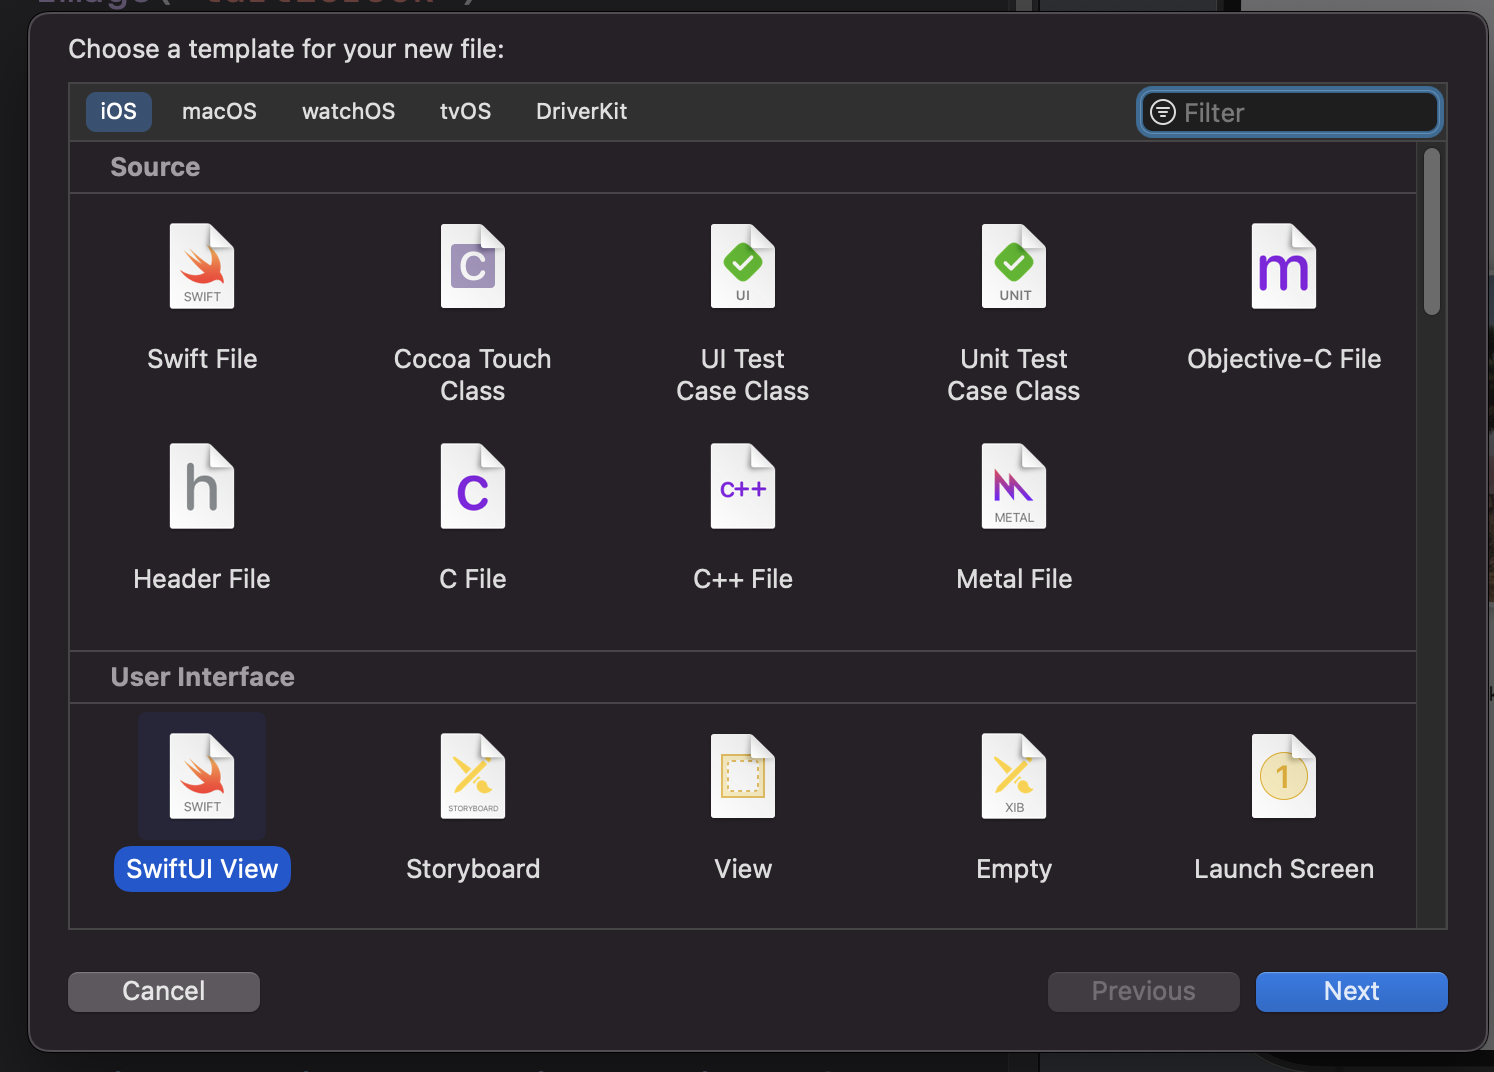 Choose a template for your new file:
iOS macOS watchOS tvOS DriverKit Filter
Source
SWIFT
C
UI
UNIT
m
Swift File
Cocoa Touch
Class
UI Test
Case Class
Unit Test
Case Class
Objective-C File
h
C
C++
METAL
Header File
C File
C++ File
Metal File
User Interface
SWIFT
STORYBOARD
XIB
1
SwiftUI View
Storyboard
View
Empty
Launch Screen
Cancel
Previous
Next